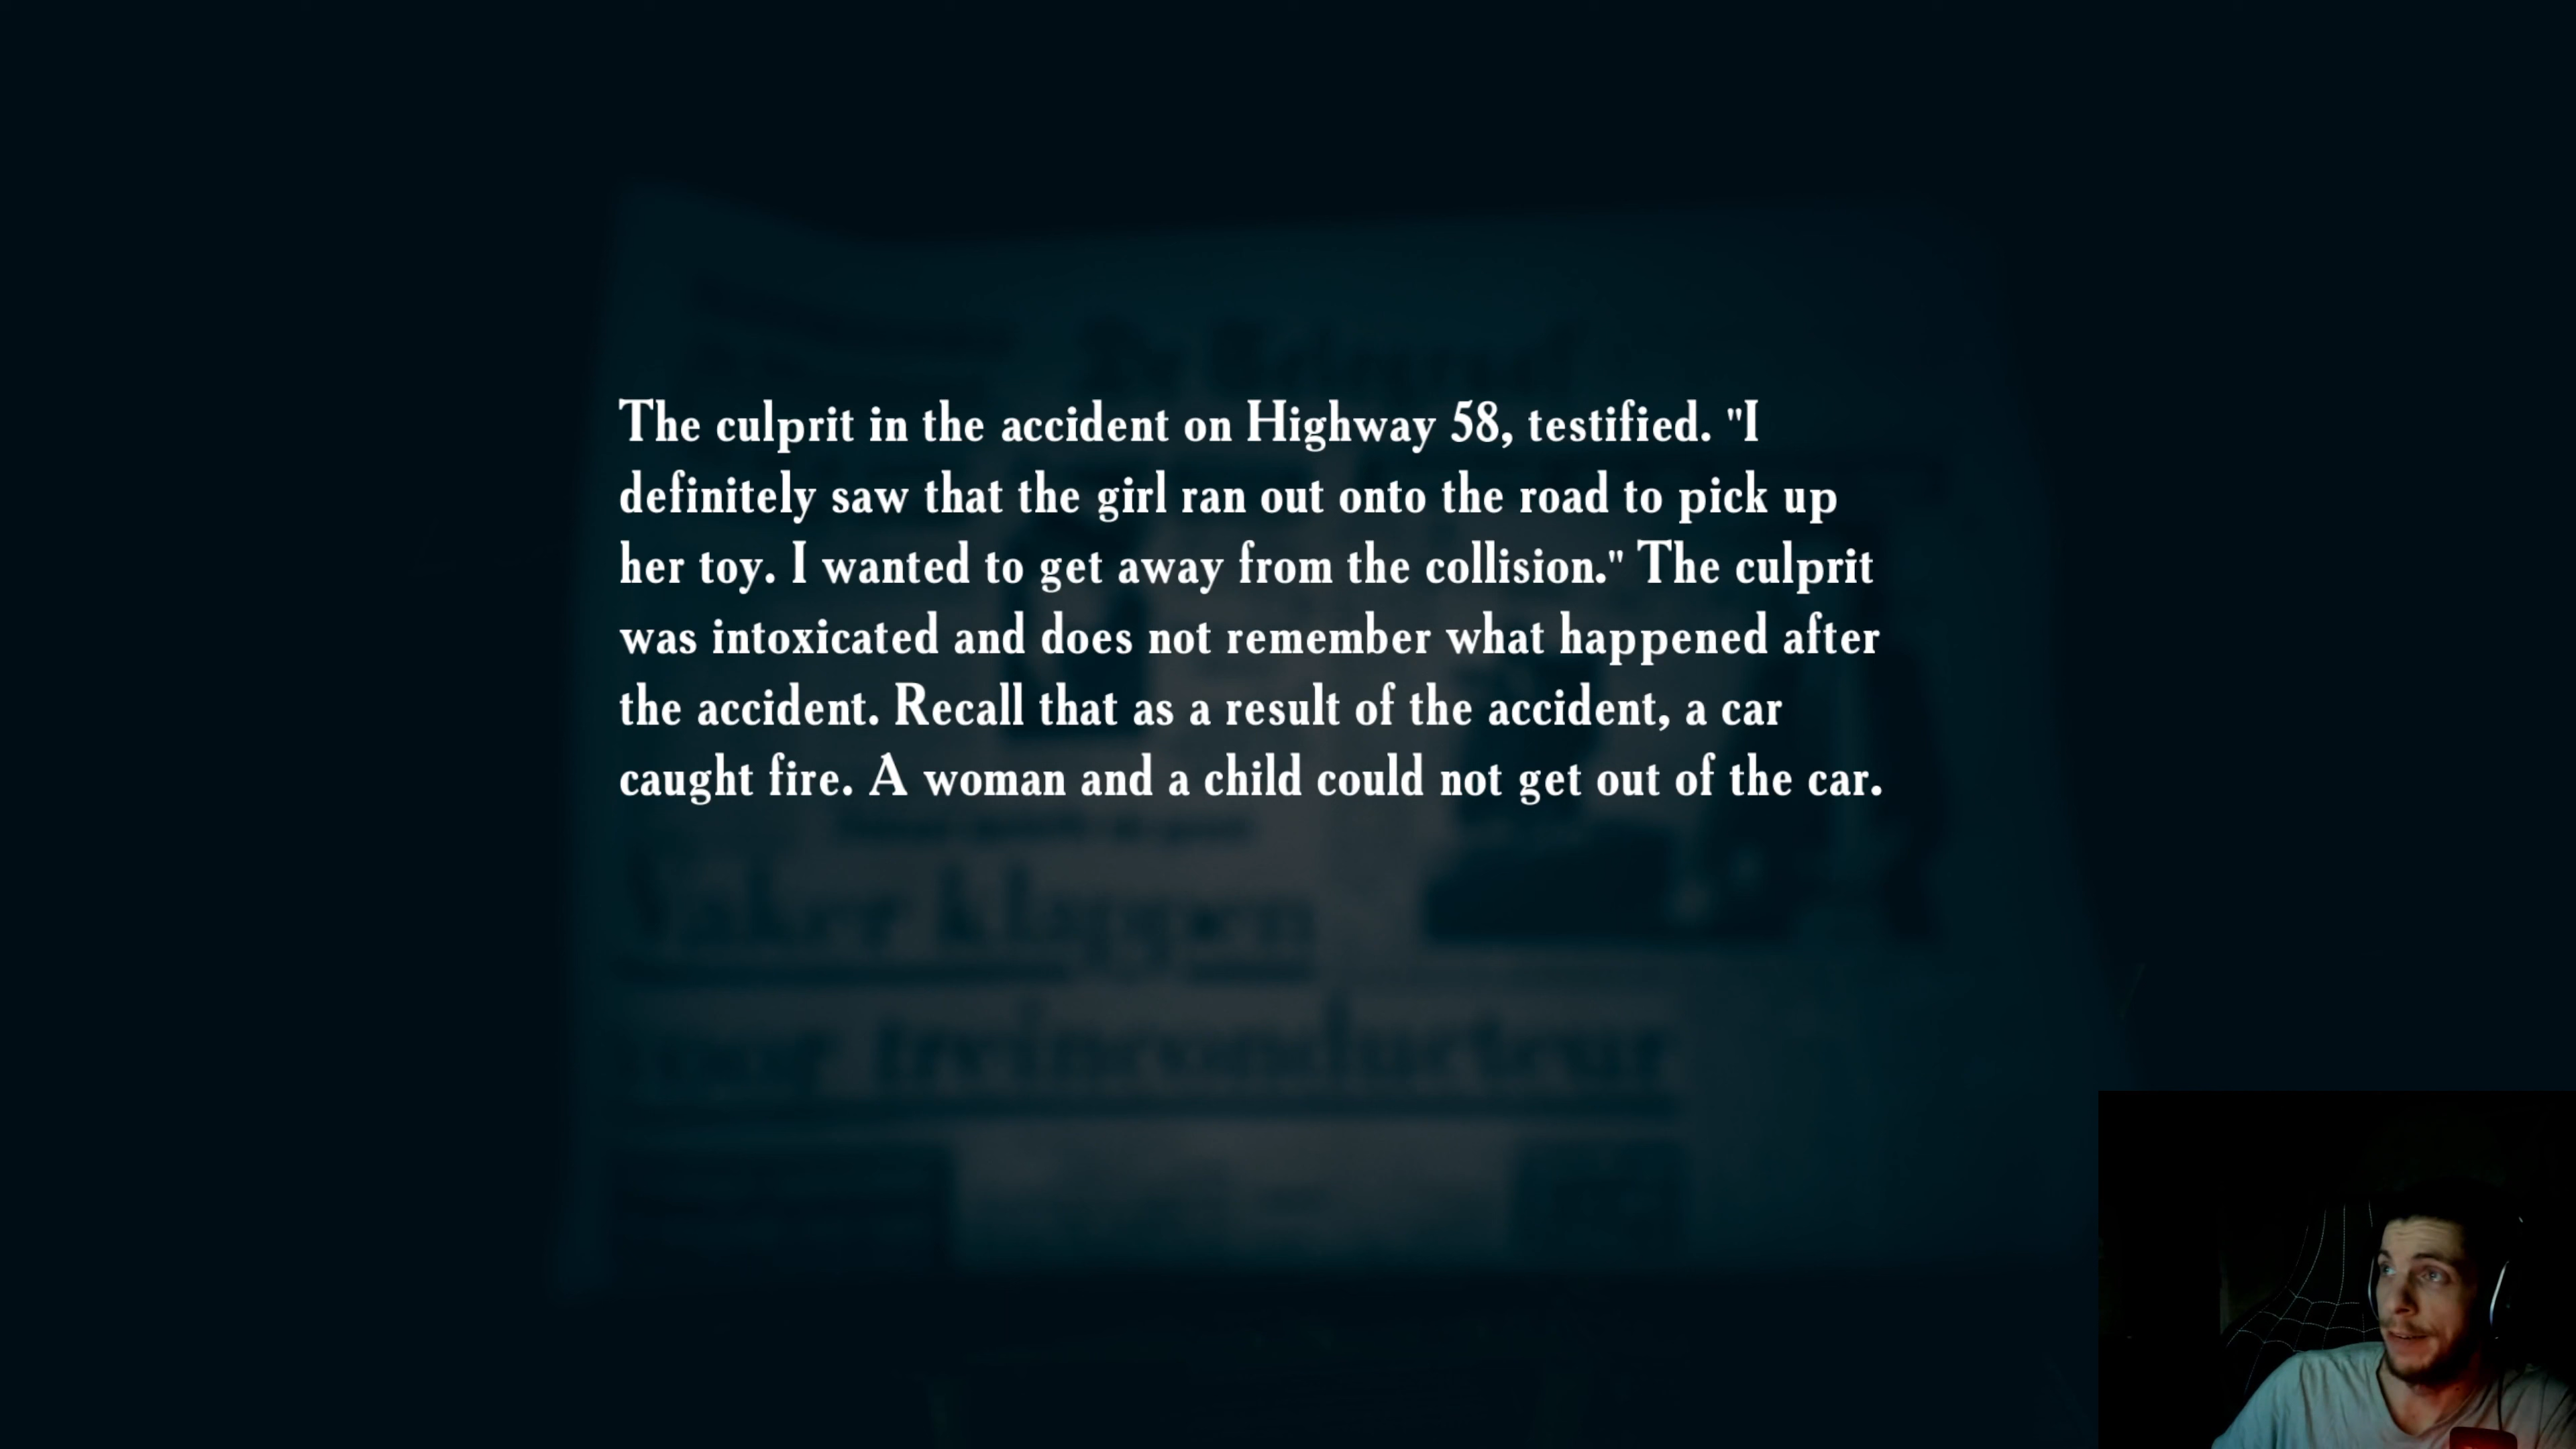 The culprit in the accident on Highway 58, testified. "I
definitely saw that the girl ran out onto the road to pick up
her toy. I wanted to get away from the collision." The culprit
was intoxicated and does not remember what happened after
the accident. Recall that as a result of the accident, a car
caught fire. A woman and a child could not get out of the car.
klappen
treinconducteur